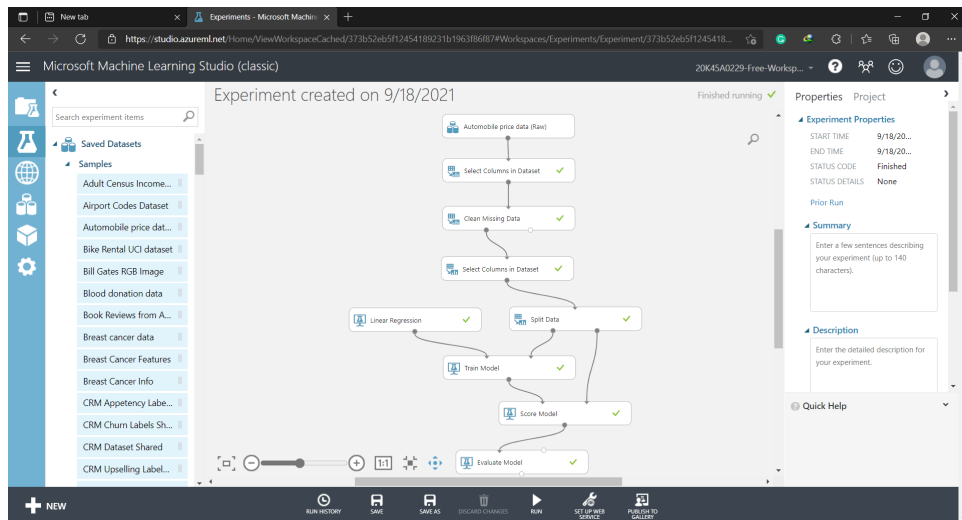 New tab
Experiments - Microsoft Machin
https://studio.azureml.net/Home/ViewWorkspaceCached/373b52eb5f12454189231b1963f86f87#Workspaces/Experiments/Experiment/373b52eb5f1245418...
Microsoft Machine Learning Studio (classic)
20K45A0229-Free-Worksp...
Search experiment items
Saved Datasets
Samples
Adult Census Income...
Airport Codes Dataset
Automobile price dat...
Bike Rental UCI dataset
Bill Gates RGB Image
Blood donation data
Book Reviews from A...
Breast cancer data
Breast Cancer Features
Breast Cancer Info
CRM Appetency Labe...
CRM Churn Labels Sh...
CRM Dataset Shared
CRM Upselling Label...
Experiment created on 9/18/2021
Finished running
Automobile price data (Raw)
Select Columns in Dataset
Clean Missing Data
Select Columns in Dataset
Linear Regression
Split Data
Train Model
Score Model
Evaluate Model
1:1
Properties Project
Experiment Properties
START TIME 9/18/20...
END TIME 9/18/20...
STATUS CODE Finished
STATUS DETAILS None
Prior Run
Summary
Enter a few sentences describing
your experiment (up to 140
characters).
Description
Enter the detailed description for
your experiment.
Quick Help
NEW
RUN HISTORY
SAVE
SAVE AS
DISCARD CHANGES
RUN
SET UP WEB
SERVICE
PUBLISH TO
GALLERY